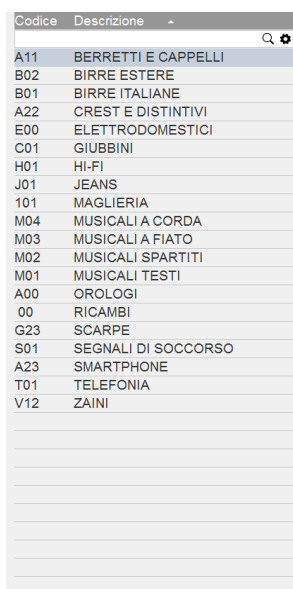 Codice Descrizione
A11 BERRETTI E CAPPELLI
B02 BIRRE ESTERE
B01 BIRRE ITALIANE
A22 CREST E DISTINTIVI
E00 ELETTRODOMESTICI
C01 GIUBBINI
H01 HI-FI
J01 JEANS
101 MAGLIERIA
M04 MUSICALI A CORDA
M03 MUSICALI A FIATO
M02 MUSICALI SPARTITI
M01 MUSICALI TESTI
A00 OROLOGI
00 RICAMBI
G23 SCARPE
S01 SEGNALI DI SOCCORSO
A23 SMARTPHONE
T01 TELEFONIA
V12 ZAINI